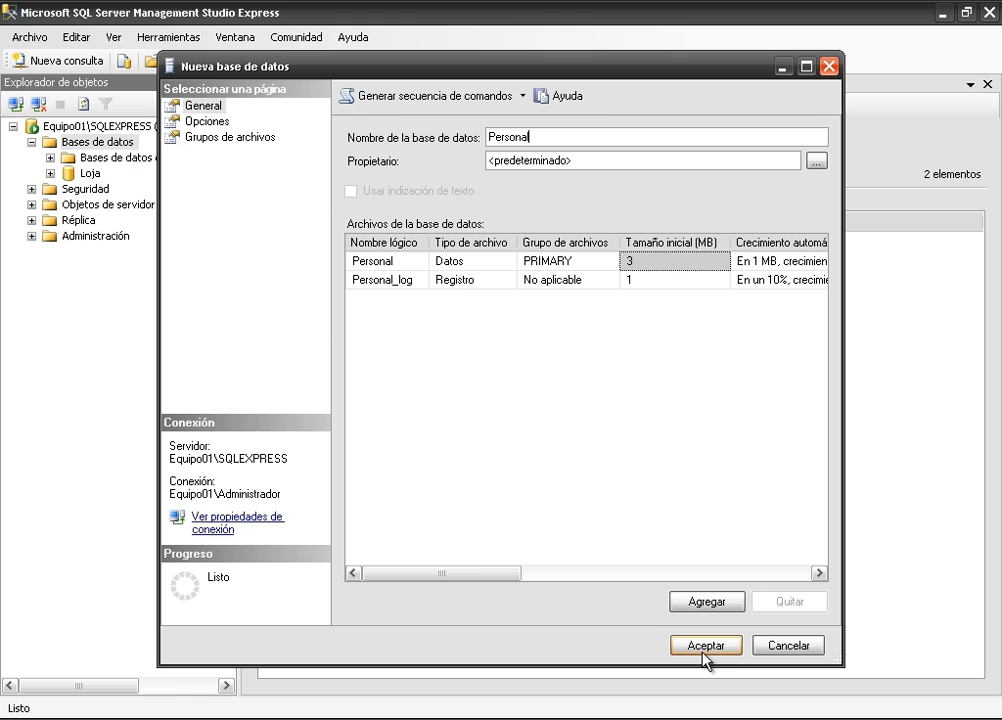 Microsoft SQL Server Management Studio Express
Archivo Editar Ver Herramientas Ventana Comunidad Ayuda
Nueva consulta
Explorador de objetos
Equipo01\SQLEXPRESS (
Bases de datos
Bases de datos
Loja
Seguridad
Objetos de servidor
Réplica
Administración
2 elementos
Nueva base de datos
Seleccionar una página
General
Opciones
Grupos de archivos
Generar secuencia de comandos Ayuda
Nombre de la base de datos: Personal
Propietario: <predeterminado> ...
Usar indización de texto
Archivos de la base de datos:
Nombre lógico Tipo de archivo Grupo de archivos Tamaño inicial (MB) Crecimiento automá
Personal Datos PRIMARY 3 En 1 MB, crecimien
Personal_log Registro No aplicable 1 En un 10%, crecimie
Conexión
Servidor:
Equipo01\SQLEXPRESS
Conexión:
Equipo01\Administrador
Ver propiedades de
conexión
Progreso
Listo
Agregar Quitar
Aceptar Cancelar
Listo